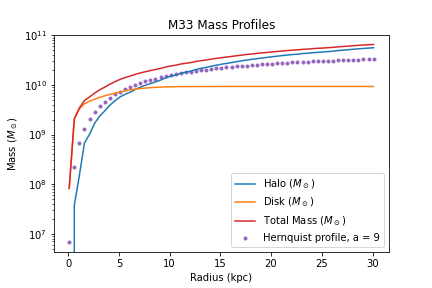 M33 Mass Profiles
Mass (M⊙)
10¹¹
10¹⁰
10⁹
10⁸
10⁷
0 5 10 15 20 25 30
Radius (kpc)
Halo (M⊙)
Disk (M⊙)
Total Mass (M⊙)
Hernquist profile, a = 9